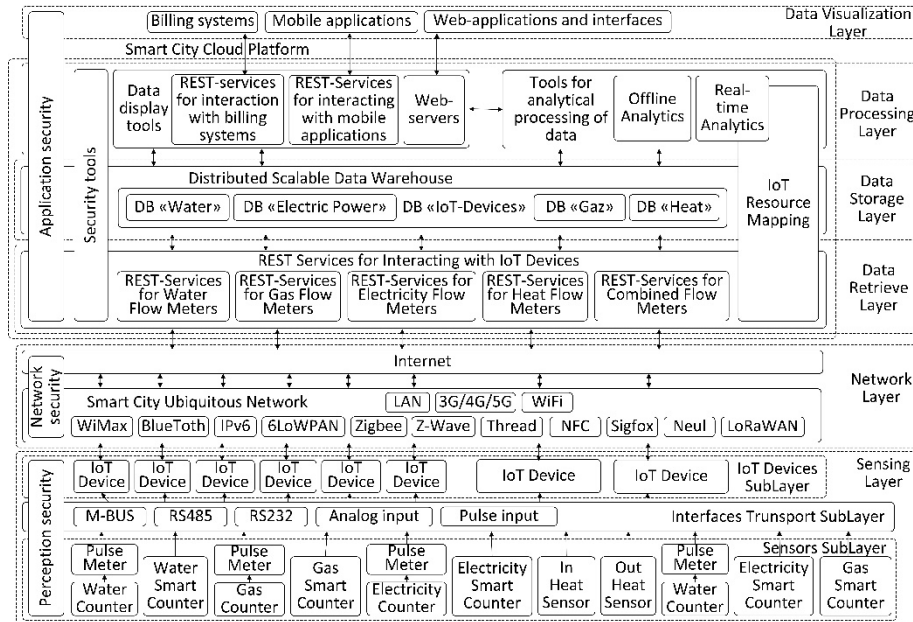 Billing systems
Mobile applications
Web-applications and interfaces
Data Visualization
Layer
Smart City Cloud Platform
Application security
Security tools
Data
display
tools
REST-services
for interaction
with billing
systems
REST-Services
for interacting
with mobile
applications
Web-
servers
Tools for
analytical
processing of
data
Offline
Analytics
Real-
time
Analytics
Data
Processing
Layer
IoT
Resource
Mapping
Distributed Scalable Data Warehouse
DB «Water»
DB «Electric Power»
DB «IoT-Devices»
DB «Gaz»
DB «Heat»
Data
Storage
Layer
REST Services for Interacting with IoT Devices
REST-Services
for Water
Flow Meters
REST-Services
for Gas Flow
Meters
REST-Services for
Electricity Flow
Meters
REST-Services
for Heat Flow
Meters
REST-Services for
Combined Flow
Meters
Data
Retrieve
Layer
Network
security
Internet
Smart City Ubiquitous Network
LAN
3G/4G/5G
WiFi
WiMax
BlueToth
IPv6
6LoWPAN
Zigbee
Z-Wave
Thread
NFC
Sigfox
Neul
LoRaWAN
Network
Layer
Perception security
IoT
Device
IoT
Device
IoT
Device
IoT
Device
IoT
Device
IoT
Device
IoT Device
IoT Device
IoT Devices
SubLayer
Sensing
Layer
M-BUS
RS485
RS232
Analog input
Pulse input
Interfaces Trunsport SubLayer
Sensors SubLayer
Pulse
Meter
Water
Counter
Water
Smart
Counter
Pulse
Meter
Gas
Counter
Gas
Smart
Counter
Pulse
Meter
Electricity
Counter
Electricity
Smart
Counter
In
Heat
Sensor
Out
Heat
Sensor
Pulse
Meter
Water
Counter
Electricity
Smart
Counter
Gas
Smart
Counter